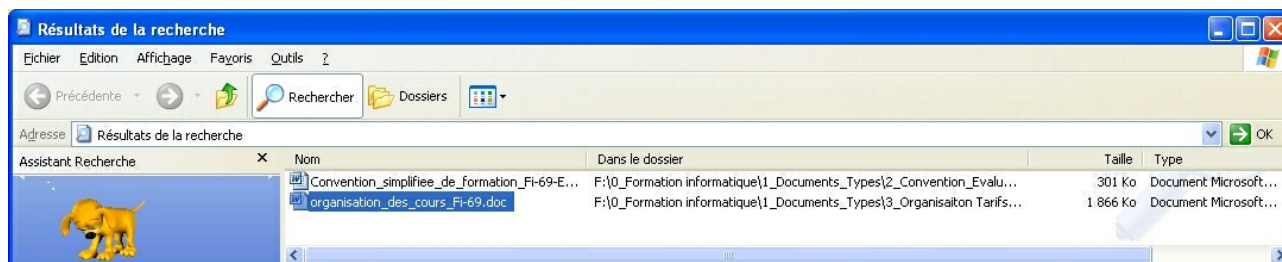 Résultats de la recherche
Fichier Edition Affichage Favoris Outils ?
Précédente Rechercher Dossiers
Adresse Résultats de la recherche OK
Assistant Recherche × Nom Dans le dossier Taille Type
Convention_simplifiee_de_formation_Fi-69-E... F:\0_Formation informatique\1_Documents_Types\2_Convention_Evalu... 301 Ko Document Microsoft...
organisation_des_cours_Fi-69.doc F:\0_Formation informatique\1_Documents_Types\3_Organisaiton Tarifs... 1 866 Ko Document Microsoft...